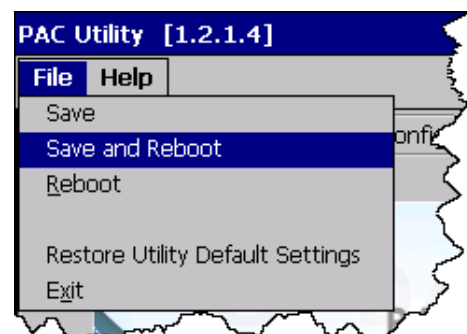 PAC Utility [1.2.1.4]
File Help
Save
Save and Reboot
Reboot
Restore Utility Default Settings
Exit